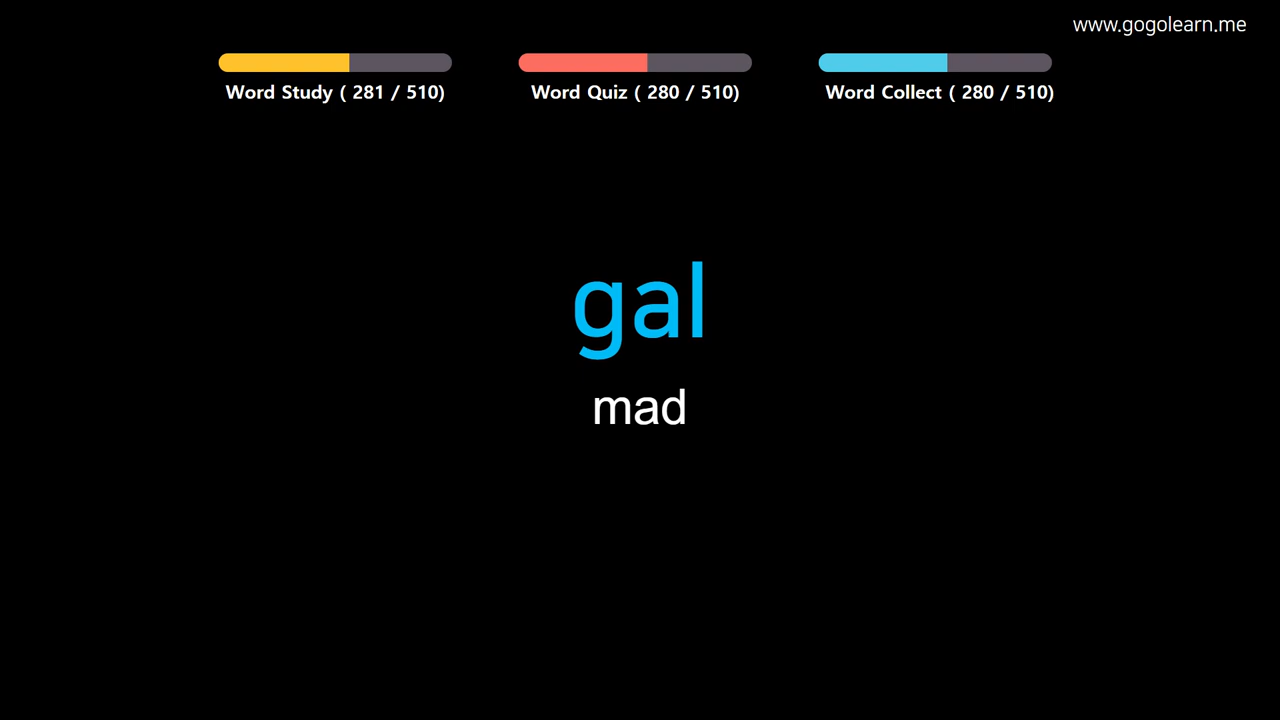 www.gogolearn.me
Word Study ( 281 / 510)
Word Quiz ( 280 / 510)
Word Collect ( 280 / 510)
gal
mad